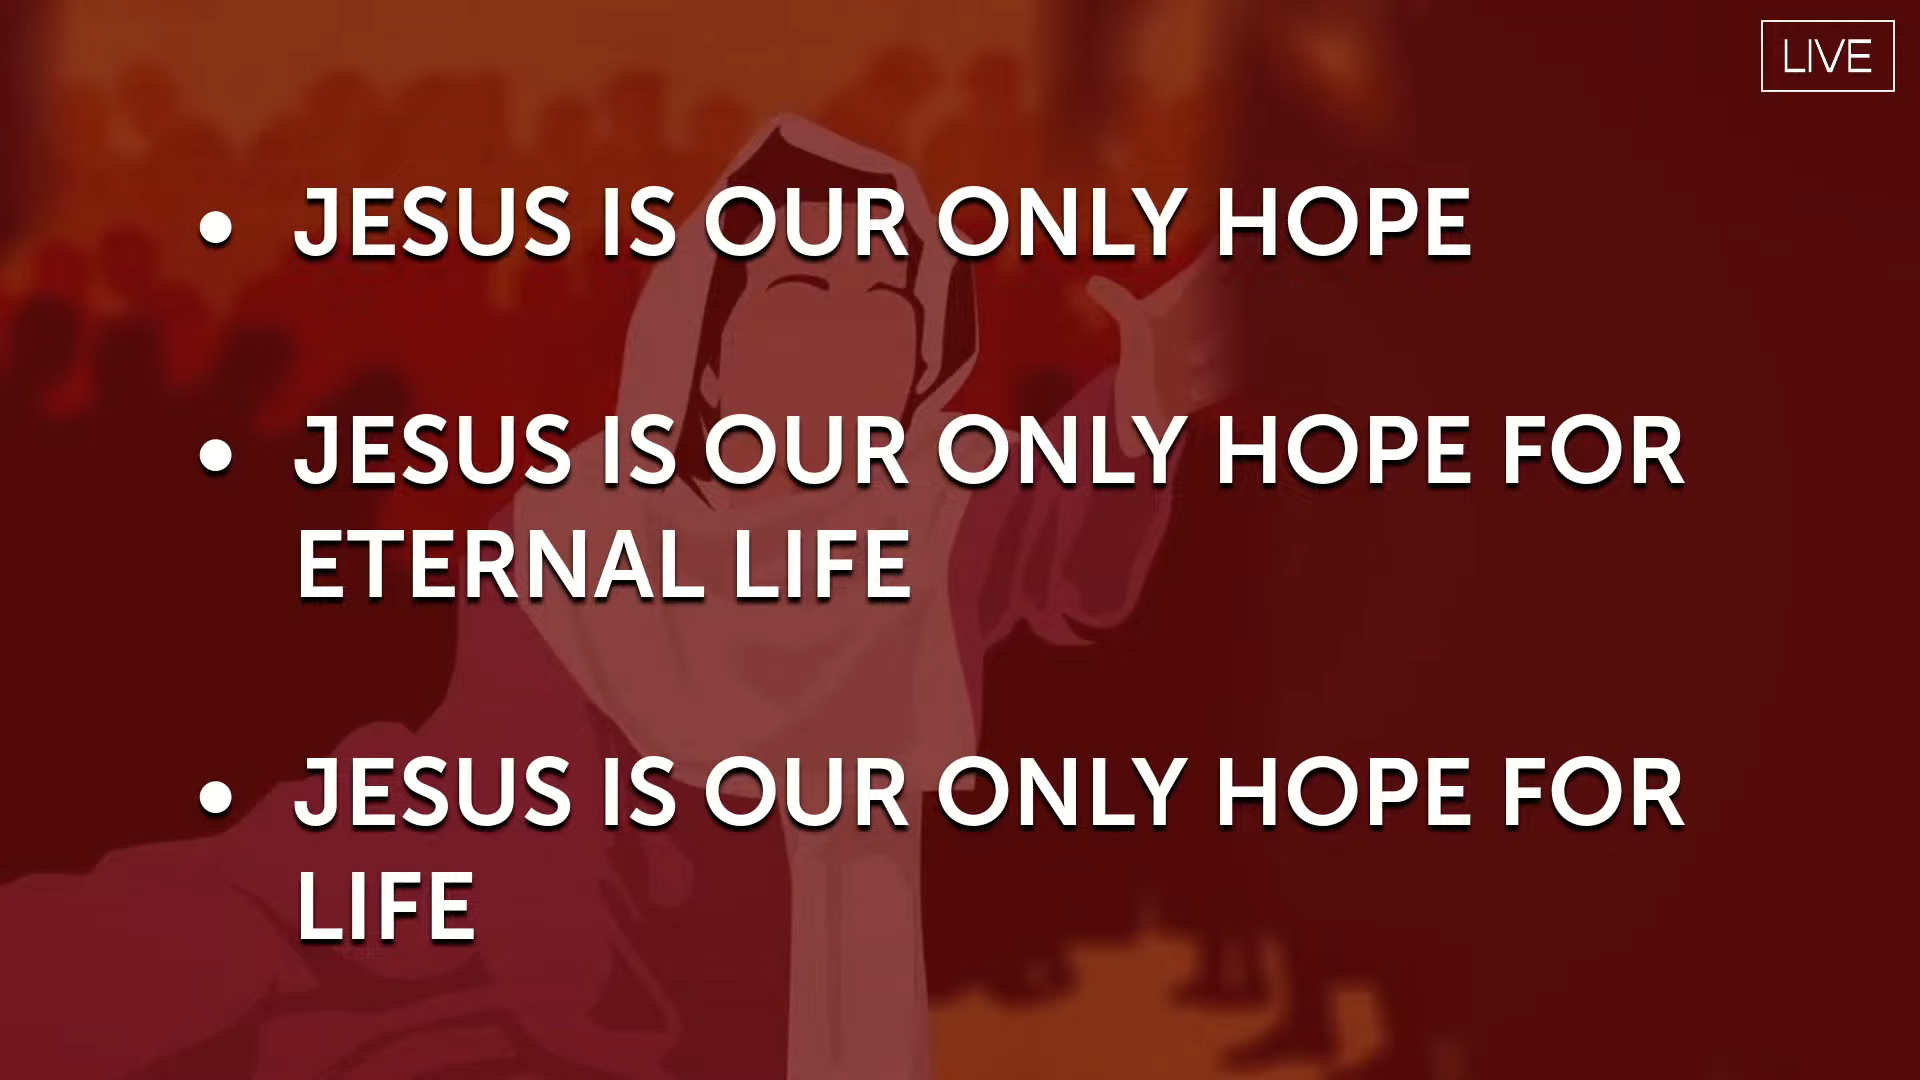 LIVE
• JESUS IS OUR ONLY HOPE
• JESUS IS OUR ONLY HOPE FOR
ETERNAL LIFE
• JESUS IS OUR ONLY HOPE FOR
LIFE